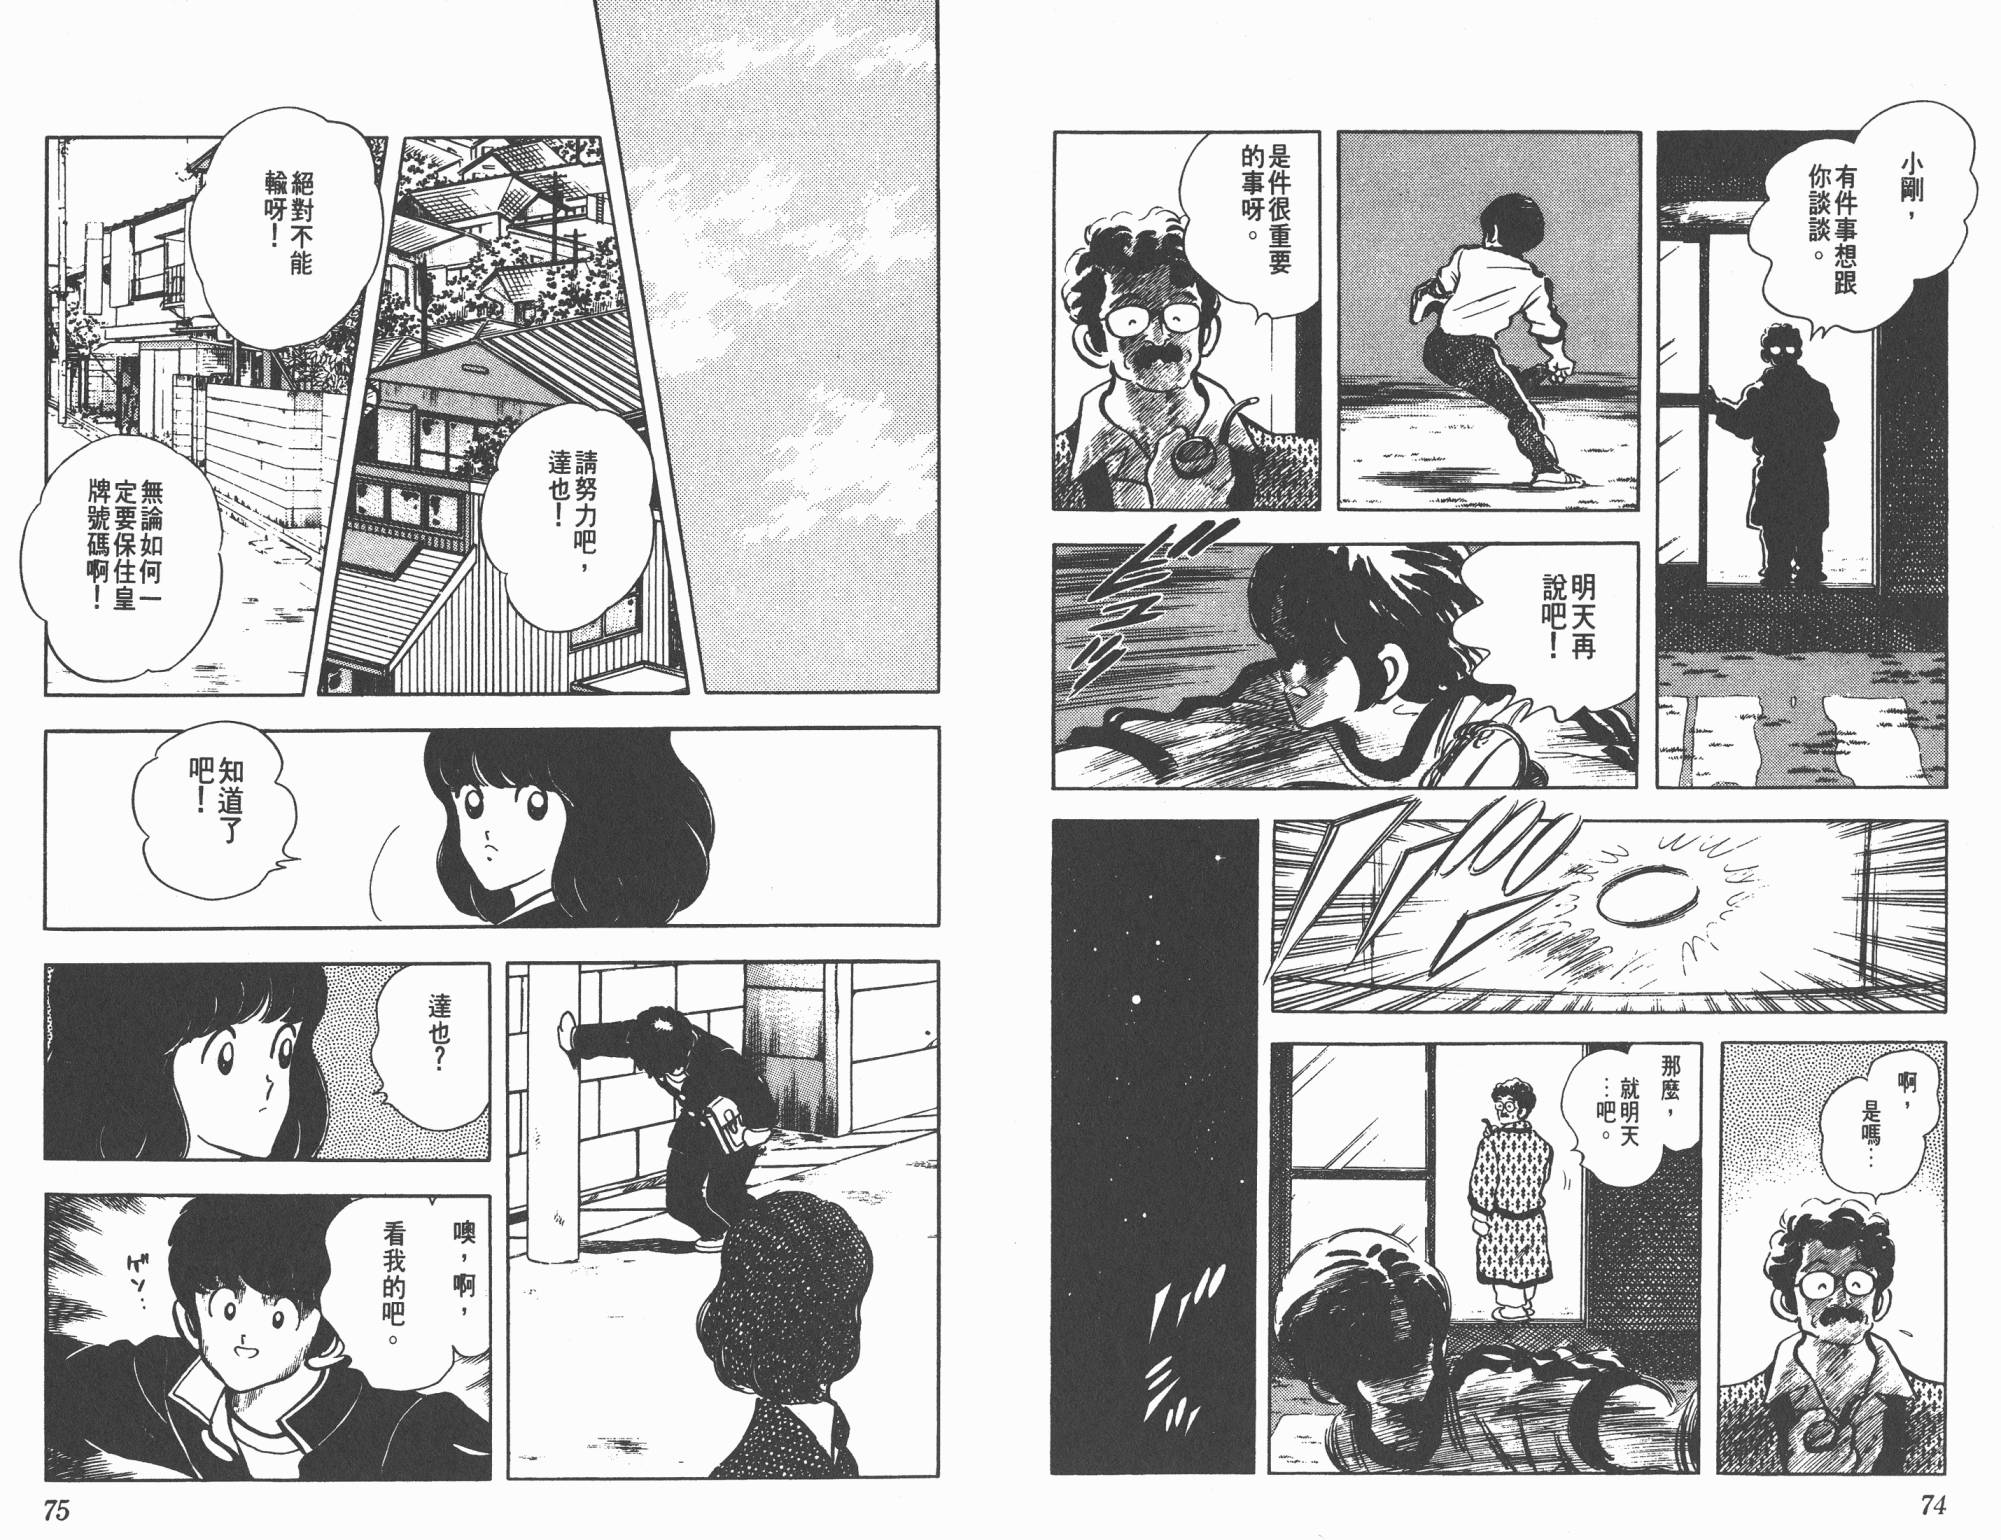 小剛，
有件事想跟
你談談。
是件很重要
的事呀。
明天再
說吧！
啊，
是嗎…
那麼，
就明天
…吧。
74
請努力吧，
達也！
絕對不能
輸呀！
無論如何一
定要保住皇
牌號碼啊！
知道了
吧！
達也？
噢，啊，
看我的吧。
ゲソ…
75